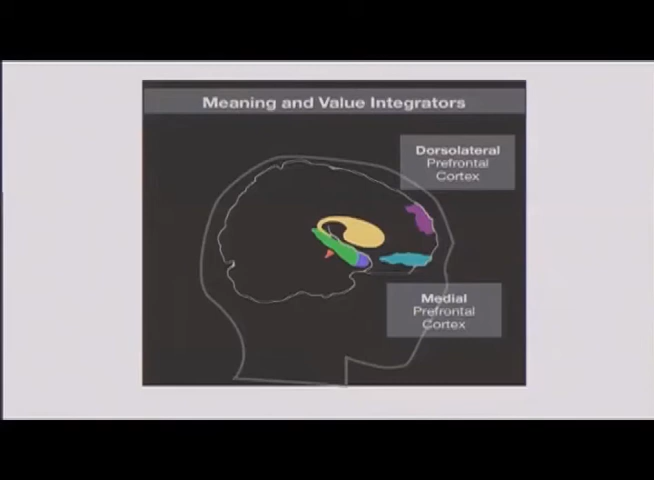 Meaning and Value Integrators
Dorsolateral
Prefrontal
Cortex
Medial
Prefrontal
Cortex